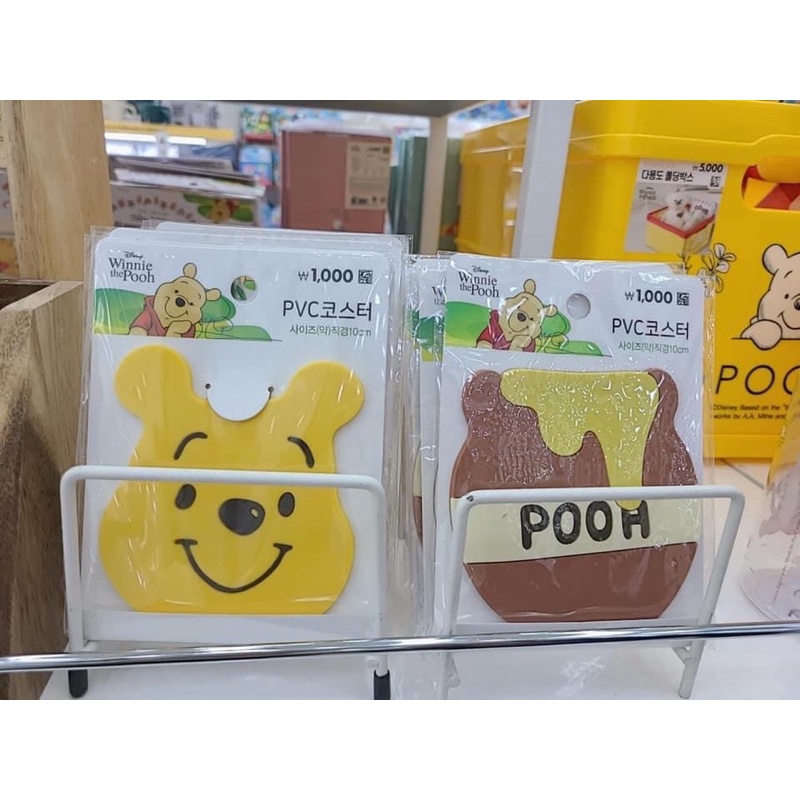 Disney
Winnie
the Pooh
₩1,000
PVC코스터
사이즈(약)직경10cm
Disney
Winnie
the Pooh
₩1,000
PVC코스터
사이즈(약)직경10cm
POOH
₩5,000
다용도 폴딩박스
POO